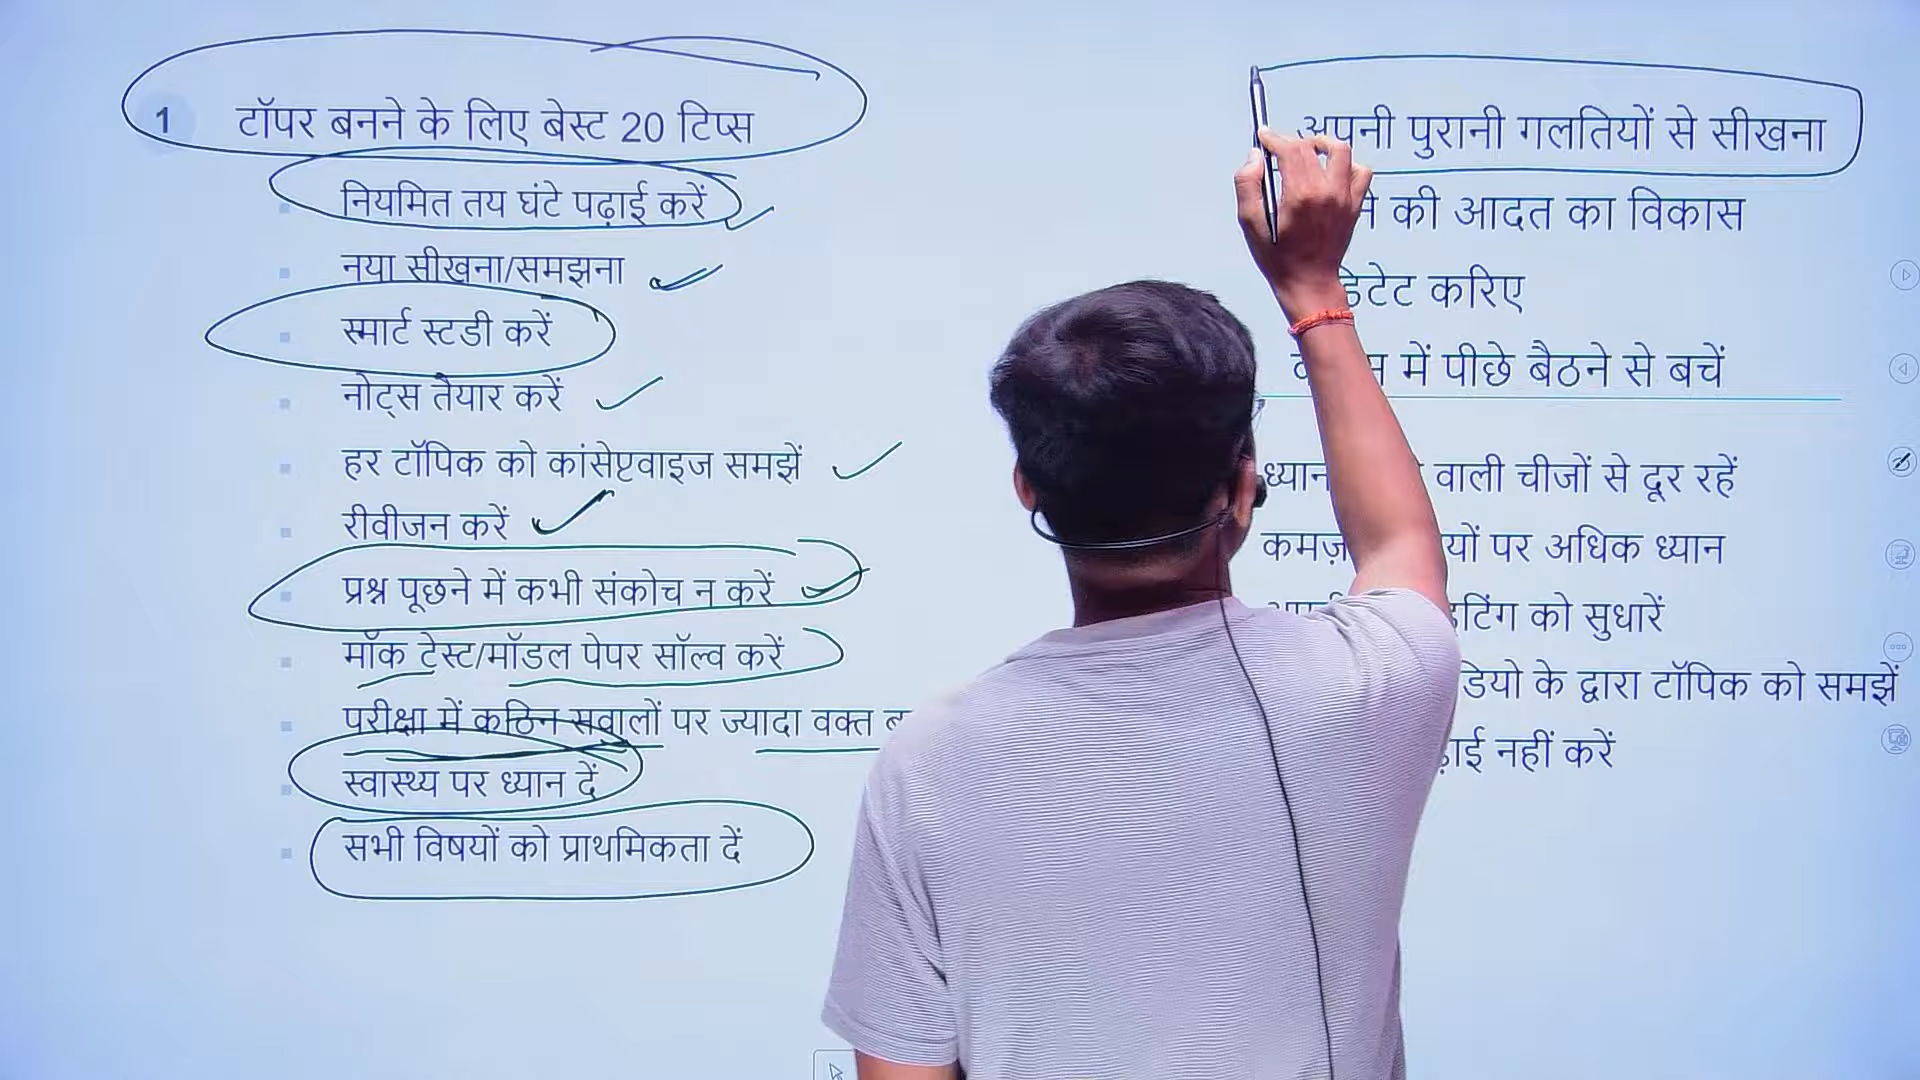 1 टॉपर बनने के लिए बेस्ट 20 टिप्स
नियमित तय घंटे पढ़ाई करें
नया सीखना/समझना
स्मार्ट स्टडी करें
नोट्स तैयार करें
हर टॉपिक को कांसेप्टवाइज समझें
रीवीजन करें
प्रश्न पूछने में कभी संकोच न करें
मॉक टेस्ट/मॉडल पेपर सॉल्व करें
परीक्षा में कठिन सवालों पर ज्यादा वक्त
स्वास्थ्य पर ध्यान दें
सभी विषयों को प्राथमिकता दें
अपनी पुरानी गलतियों से सीखना
की आदत का विकास
करिए
में पीछे बैठने से बचें
ध्यान वाली चीजों से दूर रहें
पर अधिक ध्यान
को सुधारें
के द्वारा टॉपिक को समझें
नहीं करें